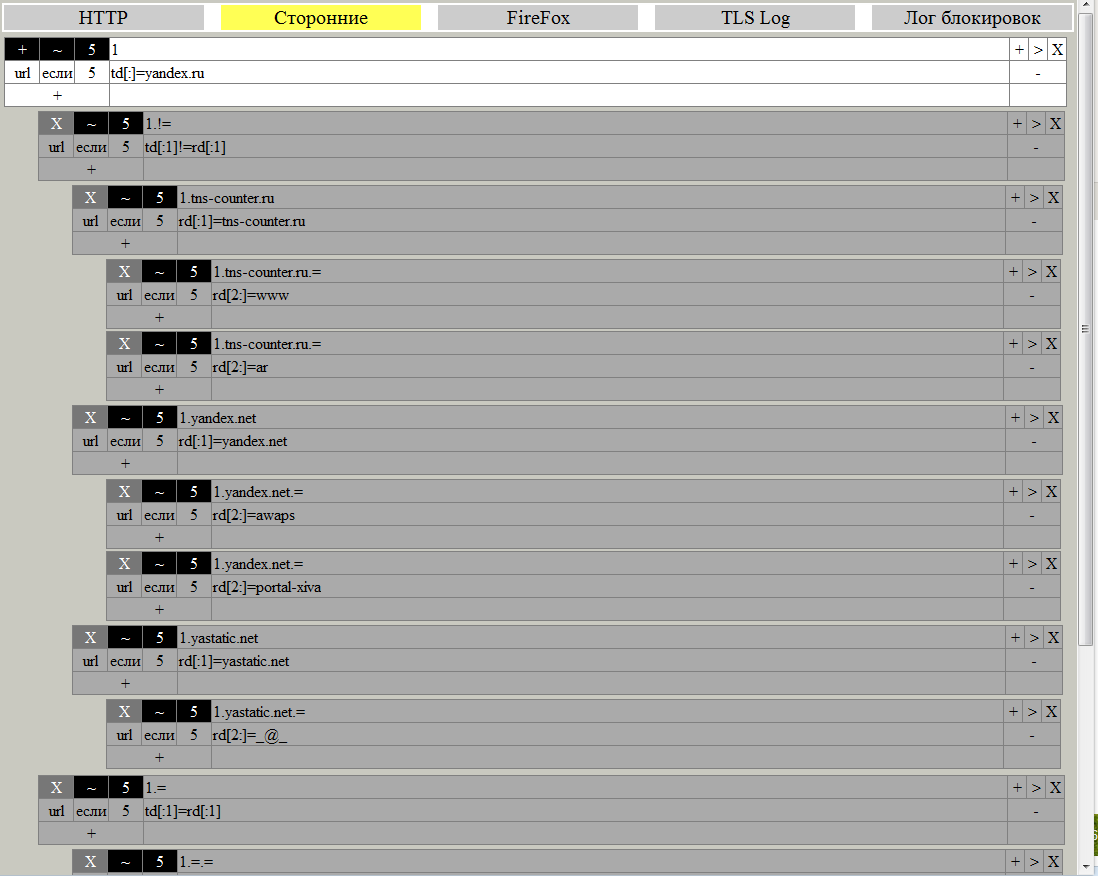 HTTP Сторонние FireFox TLS Log Лог блокировок
+ ~ 5 1 + > X
url если 5 td[:]=yandex.ru -
+
X ~ 5 1.!= + > X
url если 5 td[:1]!=rd[:1] -
+
X ~ 5 1.tns-counter.ru + > X
url если 5 rd[:1]=tns-counter.ru -
+
X ~ 5 1.tns-counter.ru.= + > X
url если 5 rd[2:]=www -
+
X ~ 5 1.tns-counter.ru.= + > X
url если 5 rd[2:]=ar -
+
X ~ 5 1.yandex.net + > X
url если 5 rd[:1]=yandex.net -
+
X ~ 5 1.yandex.net.= + > X
url если 5 rd[2:]=awaps -
+
X ~ 5 1.yandex.net.= + > X
url если 5 rd[2:]=portal-xiva -
+
X ~ 5 1.yastatic.net + > X
url если 5 rd[:1]=yastatic.net -
+
X ~ 5 1.yastatic.net.= + > X
url если 5 rd[2:]=_@_ -
+
X ~ 5 1.= + > X
url если 5 td[:1]=rd[:1] -
+
X ~ 5 1.=.= + > X